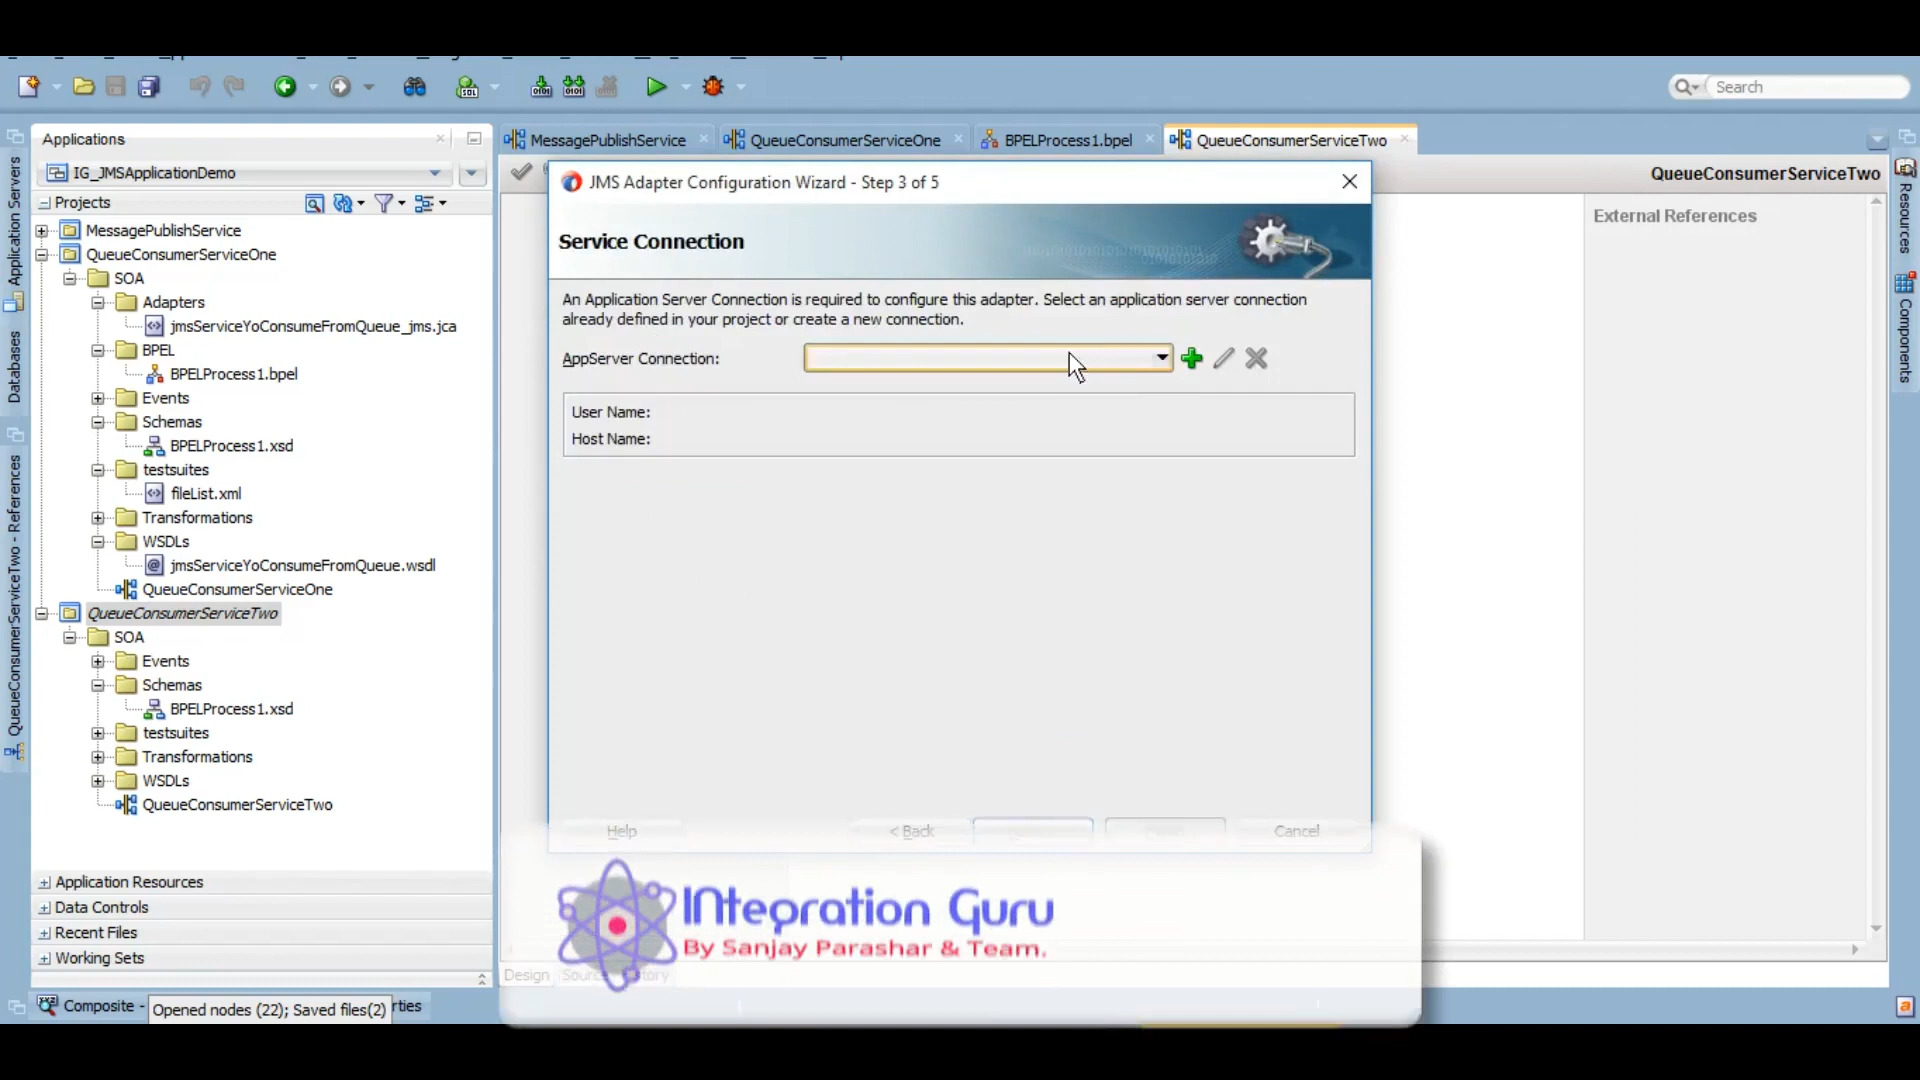 Search
Applications
IG_JMSApplicationDemo
Projects
MessagePublishService
QueueConsumerServiceOne
SOA
Adapters
jmsServiceYoConsumeFromQueue_jms.jca
BPEL
BPELProcess1.bpel
Events
Schemas
BPELProcess1.xsd
testsuites
fileList.xml
Transformations
WSDLs
jmsServiceYoConsumeFromQueue.wsdl
QueueConsumerServiceOne
QueueConsumerServiceTwo
SOA
Events
Schemas
BPELProcess1.xsd
testsuites
Transformations
WSDLs
QueueConsumerServiceTwo
Application Resources
Data Controls
Recent Files
Working Sets
Application Servers
Databases
QueueConsumerServiceTwo - References
MessagePublishService
QueueConsumerServiceOne
BPELProcess1.bpel
QueueConsumerServiceTwo
QueueConsumerServiceTwo
External References
Resources
Components
JMS Adapter Configuration Wizard - Step 3 of 5
Service Connection
An Application Server Connection is required to configure this adapter. Select an application server connection
already defined in your project or create a new connection.
AppServer Connection:
User Name:
Host Name:
Help
< Back
Cancel
INtegration Guru
By Sanjay Parashar & Team.
Design
Composite -
Opened nodes (22); Saved files(2)
rties